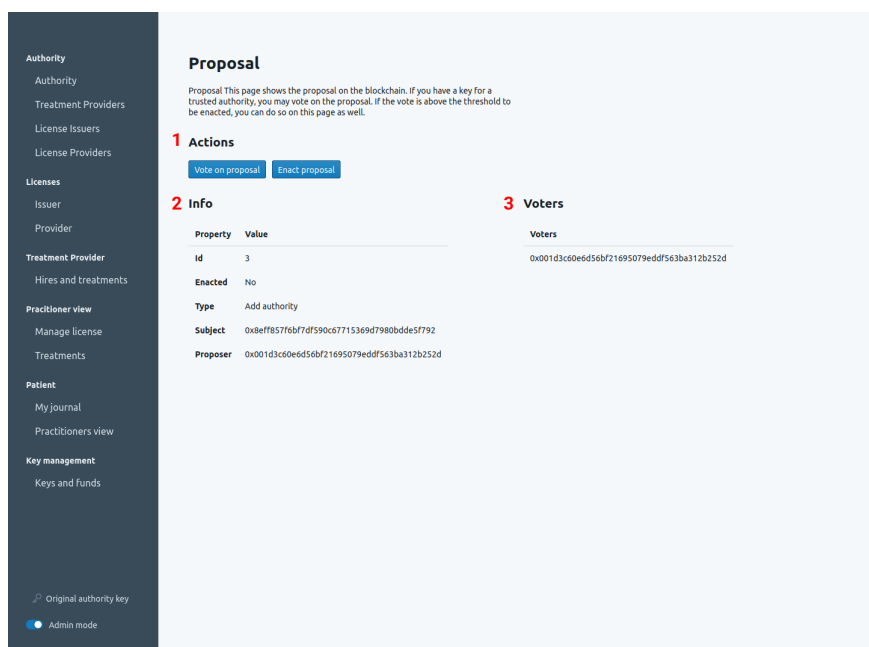 Authority
Authority
Treatment Providers
License Issuers
License Providers
Licenses
Issuer
Provider
Treatment Provider
Hires and treatments
Pracitioner view
Manage license
Treatments
Patient
My journal
Practitioners view
Key management
Keys and funds
Original authority key
Admin mode
Proposal
Proposal This page shows the proposal on the blockchain. If you have a key for a
trusted authority, you may vote on the proposal. If the vote is above the threshold to
be enacted, you can do so on this page as well.
1 Actions
Vote on proposal Enact proposal
2 Info
Property Value
Id 3
Enacted No
Type Add authority
Subject 0x8eff857f6bf7df590c67715369d7980bdde5f792
Proposer 0x001d3c60e6d56bf21695079eddf563ba312b252d
3 Voters
Voters
0x001d3c60e6d56bf21695079eddf563ba312b252d